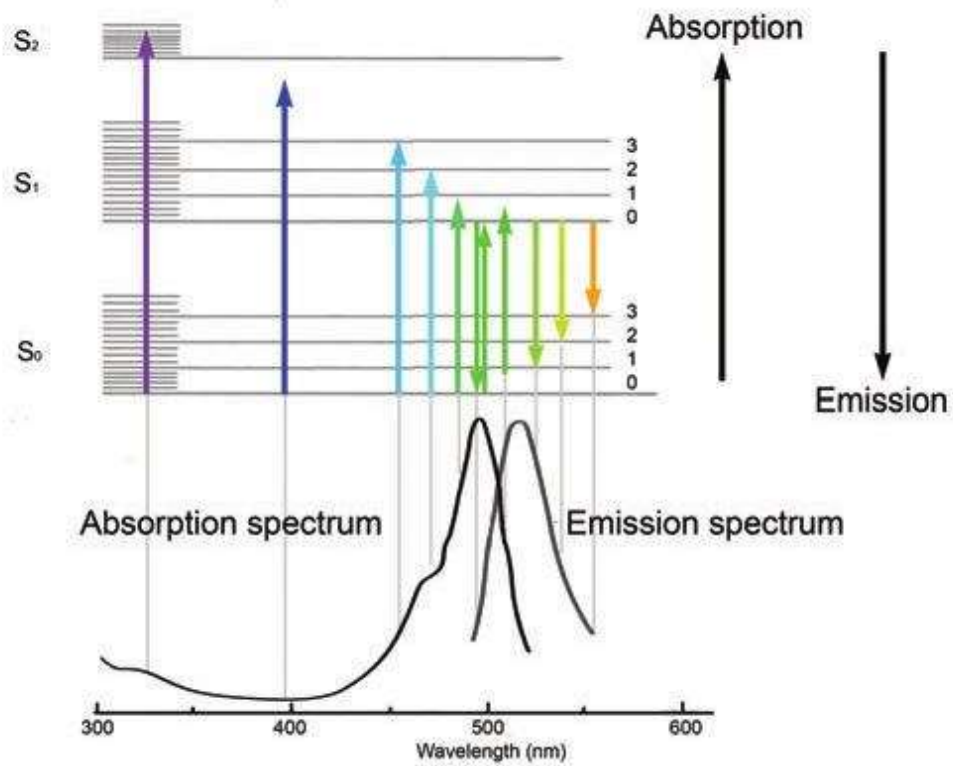 Absorption
S₂
3
2
S₁
1
0
3
2
S₀
1
0
Emission
Absorption spectrum
Emission spectrum
300
400
500
600
Wavelength (nm)